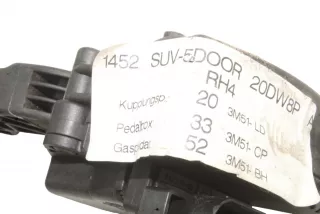 1452 SUV-5DOOR 20DW8P A
RH4
Kupplungsp. 20 3M51- LD
Pedalbox 33 3M51- CP
Gaspedal 52 3M51- BH